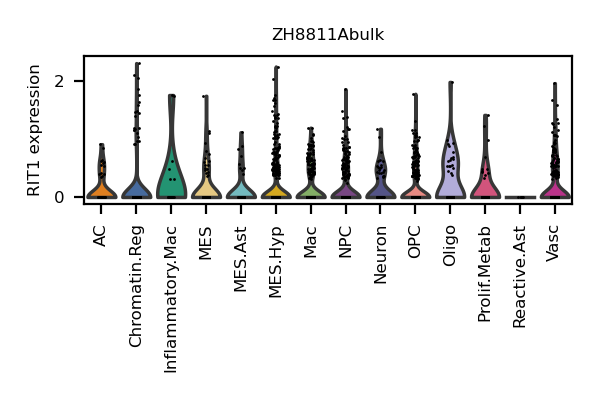 ZH8811Abulk
RIT1 expression
2
0
AC
Chromatin.Reg
Inflammatory.Mac
MES
MES.Ast
MES.Hyp
Mac
NPC
Neuron
OPC
Oligo
Prolif.Metab
Reactive.Ast
Vasc